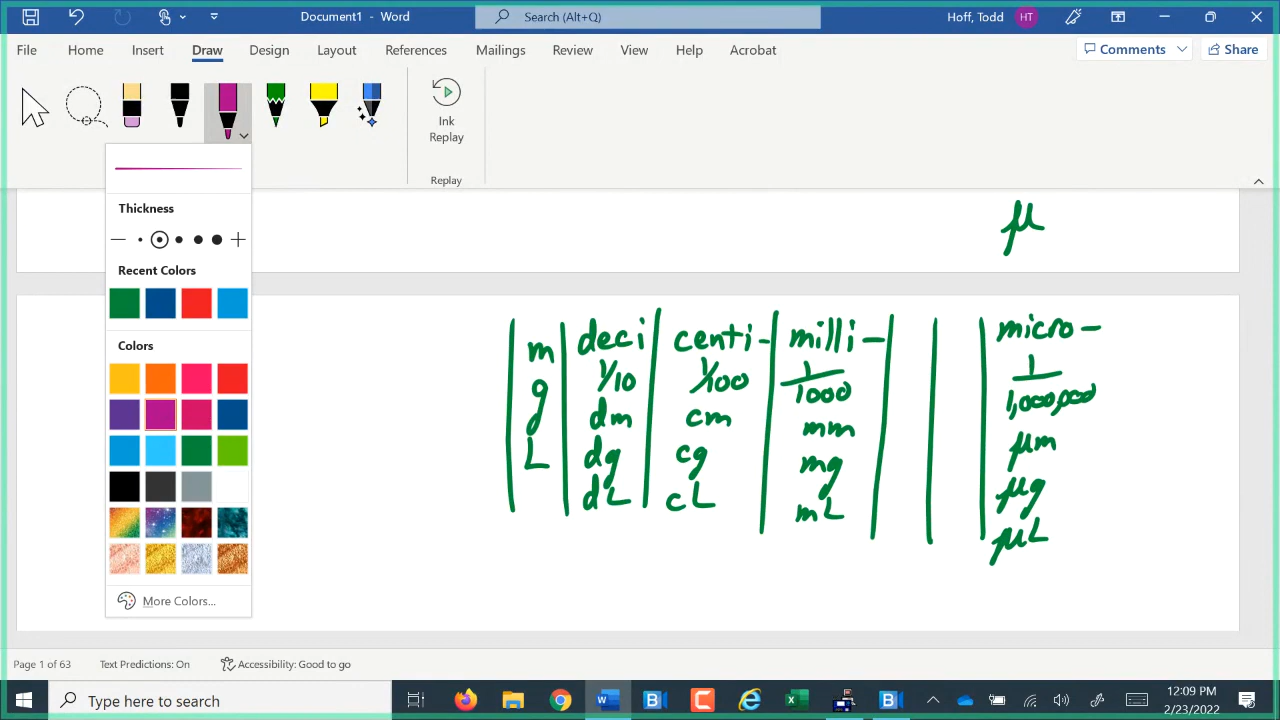 Document1 - Word
Search (Alt+Q)
Hoff, Todd
HT
File Home Insert Draw Design Layout References Mailings Review View Help Acrobat
Comments
Share
Ink Replay
Replay
Thickness
Recent Colors
Colors
More Colors...
μ
m deci centi- milli- micro-
g 1/10 1/100 1/1000 1/1,000,000
L dm cm mm μm
dg cg mg μg
dL cL mL μL
Page 1 of 63 Text Predictions: On Accessibility: Good to go
Type here to search
12:09 PM
2/23/2022